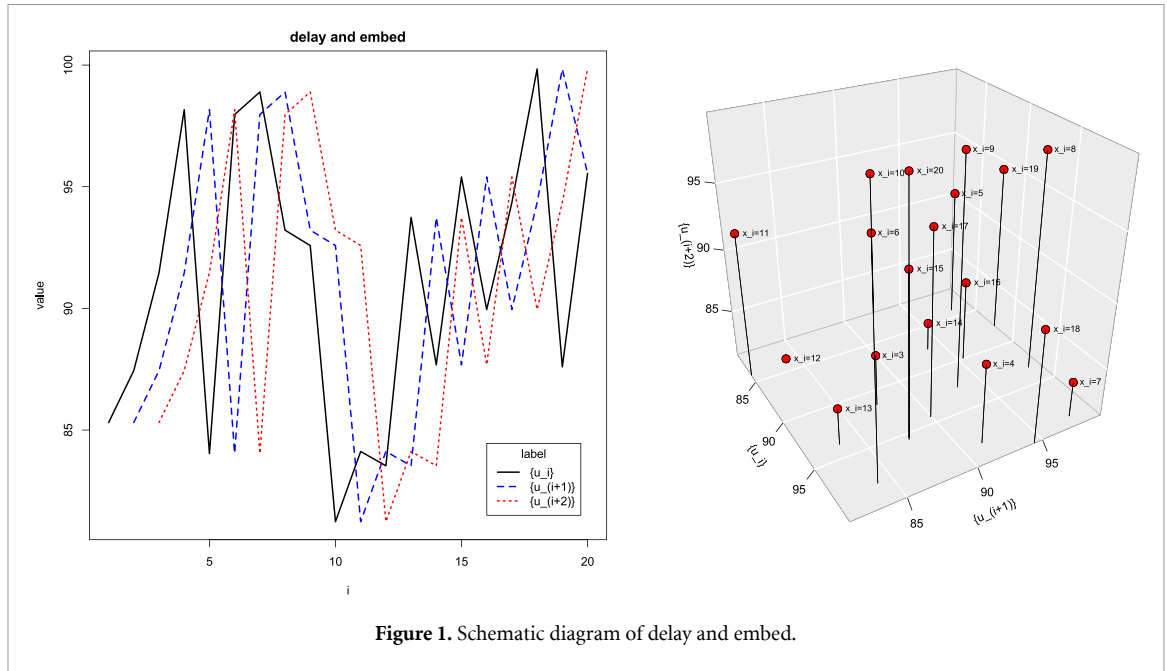 delay and embed
value
100
95
90
85
5
10
15
20
i
label
{u_i}
{u_(i+1)}
{u_(i+2)}
x_i=9
x_i=8
x_i=10
x_i=20
x_i=19
x_i=5
x_i=11
x_i=6
x_i=17
x_i=15
x_i=16
x_i=14
x_i=18
x_i=12
x_i=3
x_i=4
x_i=7
x_i=13
{u_(i+2)}
95
90
85
{u_i}
85
90
95
{u_(i+1)}
85
90
95
Figure 1. Schematic diagram of delay and embed.